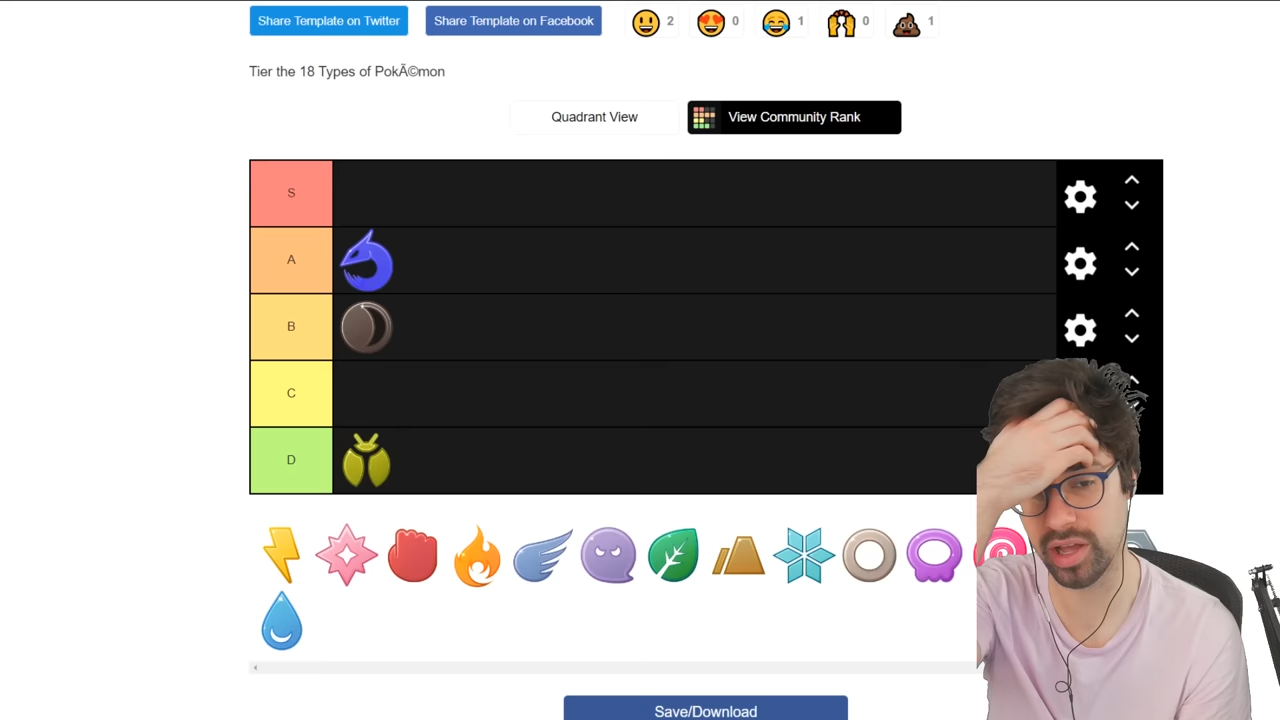 Share Template on Twitter
Share Template on Facebook
2
0
1
0
1
Tier the 18 Types of PokÃ©mon
Quadrant View
View Community Rank
S
A
B
C
D
Save/Download